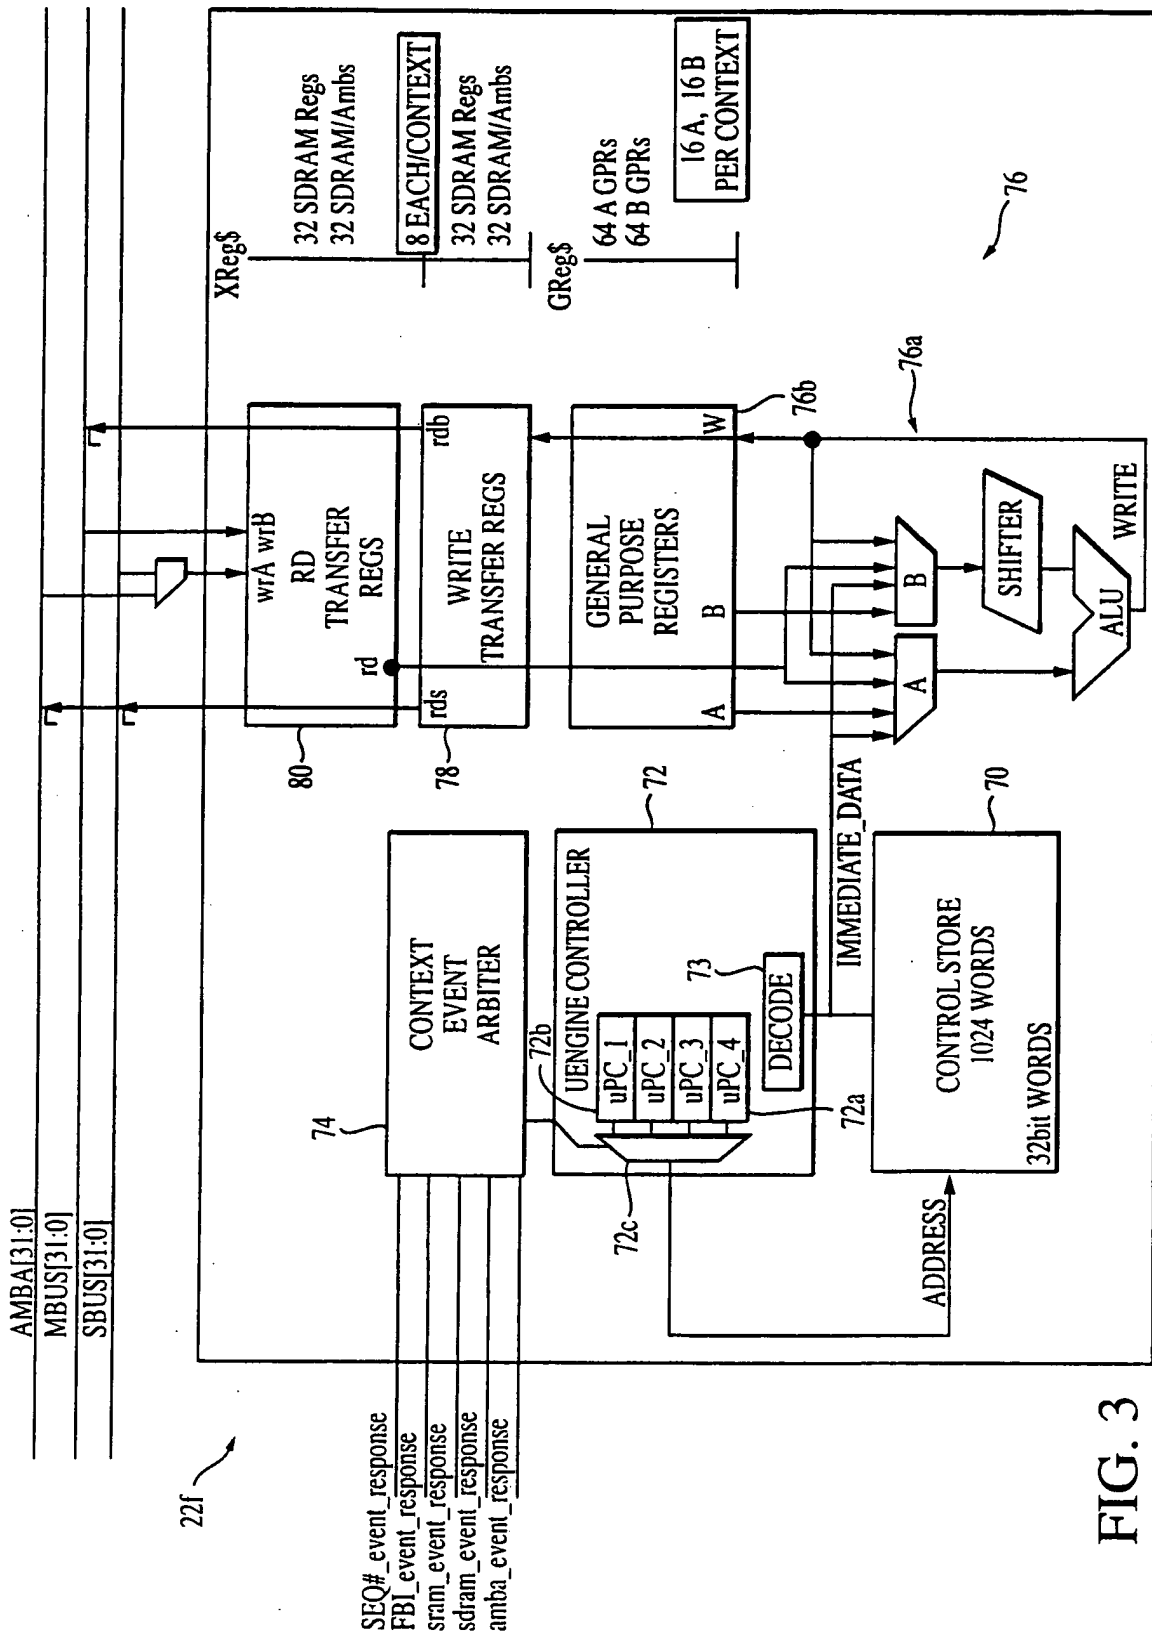 AMBA[31:0]
MBUS[31:0]
SBUS[31:0]
22f
SEQ#_event_response
FBI_event_response
sram_event_response
sdram_event_response
amba_event_response
74
CONTEXT
EVENT
ARBITER
72b
UENGINE CONTROLLER
72
uPC_1
uPC_2
uPC_3
uPC_4
72a
72c
73
DECODE
IMMEDIATE_DATA
ADDRESS
70
CONTROL STORE
1024 WORDS
32bit WORDS
wrA wrB
RD
TRANSFER
REGS
rd
80
rds
rdb
WRITE
TRANSFER REGS
78
GENERAL
PURPOSE
REGISTERS
A
B
W
76b
A
B
SHIFTER
ALU
WRITE
76a
76
XReg$
32 SDRAM Regs
32 SDRAM/Ambs
8 EACH/CONTEXT
32 SDRAM Regs
32 SDRAM/Ambs
GReg$
64 A GPRs
64 B GPRs
16 A, 16 B
PER CONTEXT
FIG. 3